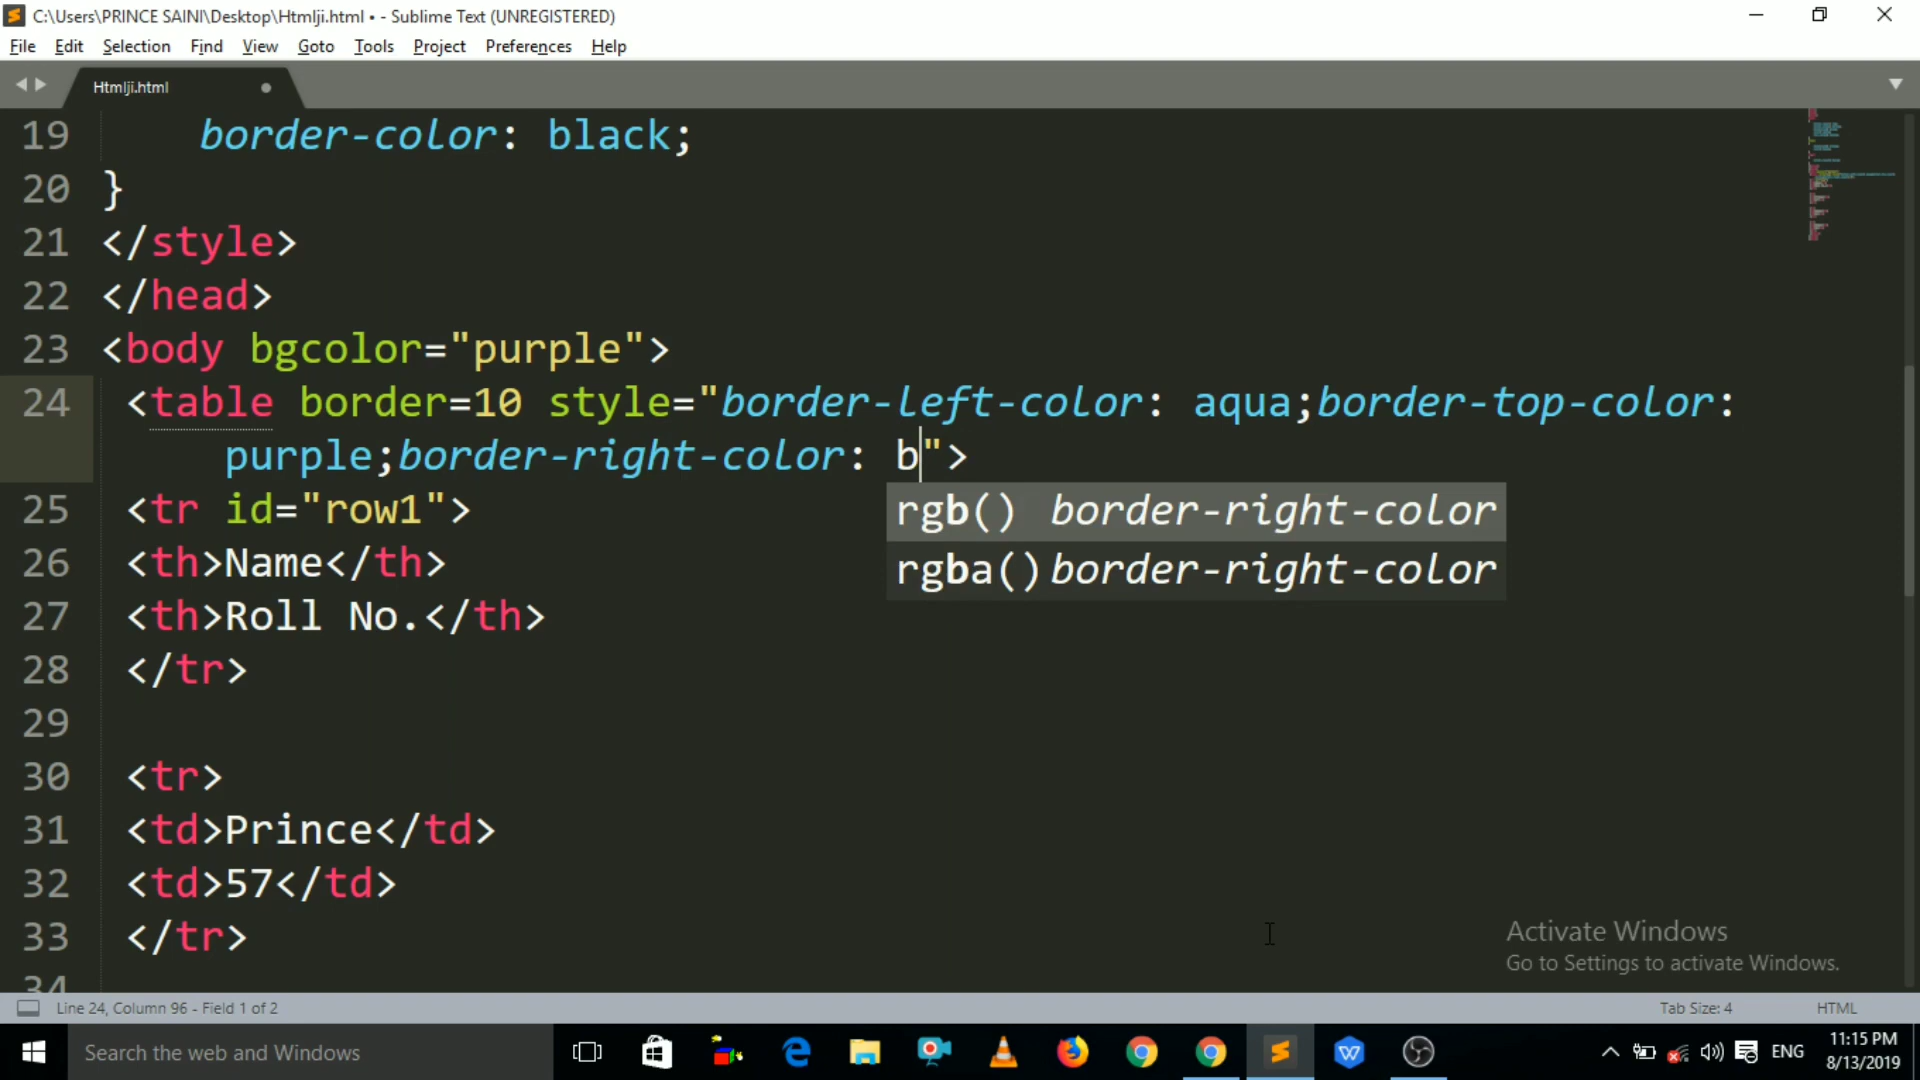 C:\Users\PRINCE SAINI\Desktop\Htmlji.html • - Sublime Text (UNREGISTERED)
File Edit Selection Find View Goto Tools Project Preferences Help
Htmlji.html
19 border-color: black;
20 }
21 </style>
22 </head>
23 <body bgcolor="purple">
24 <table border=10 style="border-left-color: aqua;border-top-color:
purple;border-right-color: b">
rgb() border-right-color
rgba() border-right-color
25 <tr id="row1">
26 <th>Name</th>
27 <th>Roll No.</th>
28 </tr>
29
30 <tr>
31 <td>Prince</td>
32 <td>57</td>
33 </tr>
34
Activate Windows
Go to Settings to activate Windows.
Line 24, Column 96 - Field 1 of 2
Tab Size: 4
HTML
Search the web and Windows
ENG
11:15 PM
8/13/2019